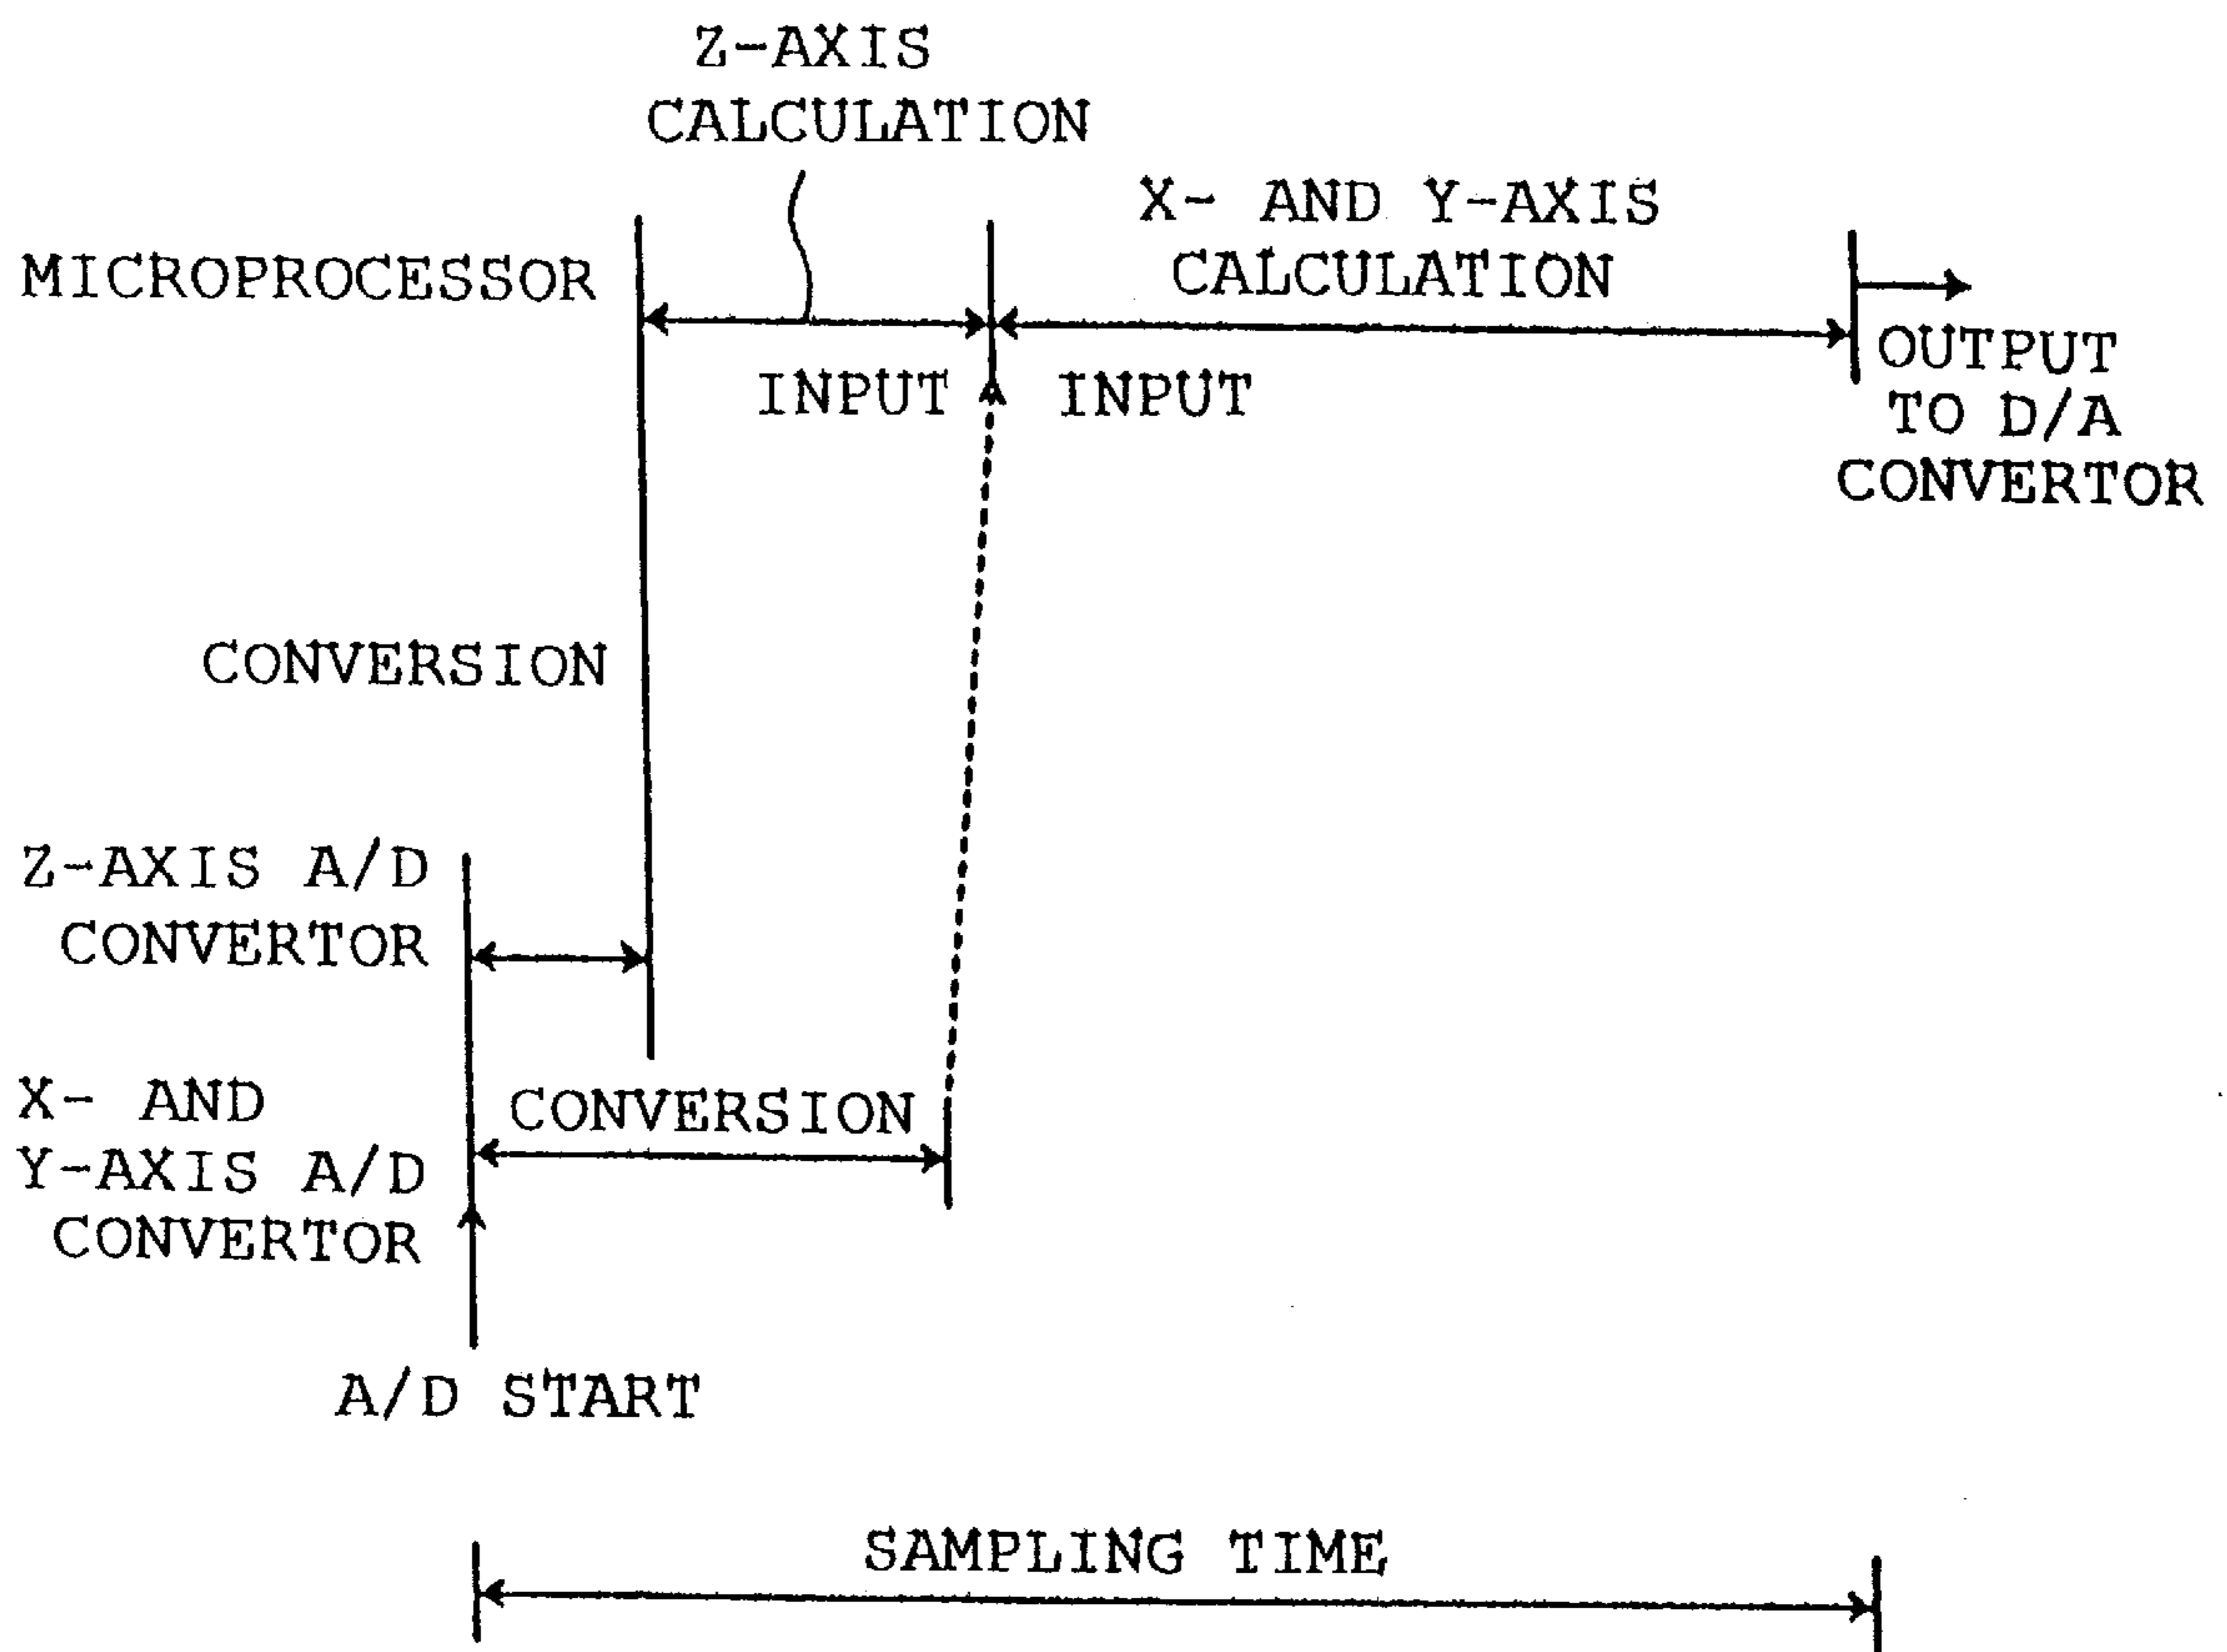 Z-AXIS
CALCULATION
X- AND Y-AXIS
CALCULATION
MICROPROCESSOR
OUTPUT
TO D/A
CONVERTOR
INPUT
INPUT
CONVERSION
Z-AXIS A/D
CONVERTOR
X- AND
Y-AXIS A/D
CONVERTOR
CONVERSION
A/D START
SAMPLING TIME